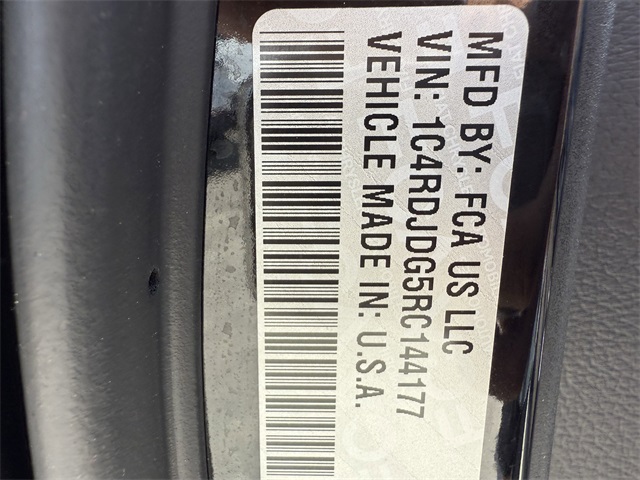 MFD BY: FCA US LLC
VIN: 1C4RDJDG5RC144177
VEHICLE MADE IN: U.S.A.